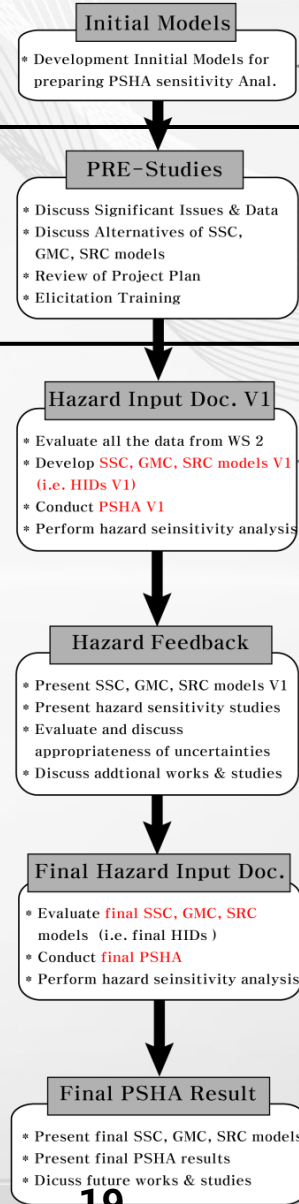 Initial Models
* Development Innitial Models for
preparing PSHA sensitivity Anal.
PRE-Studies
* Discuss Significant Issues & Data
* Discuss Alternatives of SSC,
GMC, SRC models
* Review of Project Plan
* Elicitation Training
Hazard Input Doc. V1
* Evaluate all the data from WS 2
* Develop SSC, GMC, SRC models V1
(i.e. HIDs V1)
* Conduct PSHA V1
* Perform hazard seinsitivity analysis
Hazard Feedback
* Present SSC, GMC, SRC models V1
* Present hazard sensitivity studies
* Evaluate and discuss
appropriateness of uncertainties
* Discuss addtional works & studies
Final Hazard Input Doc.
* Evaluate final SSC, GMC, SRC
models (i.e. final HIDs )
* Conduct final PSHA
* Perform hazard seinsitivity analysis
Final PSHA Result
* Present final SSC, GMC, SRC models
* Present final PSHA results
* Dicuss future works & studies
19